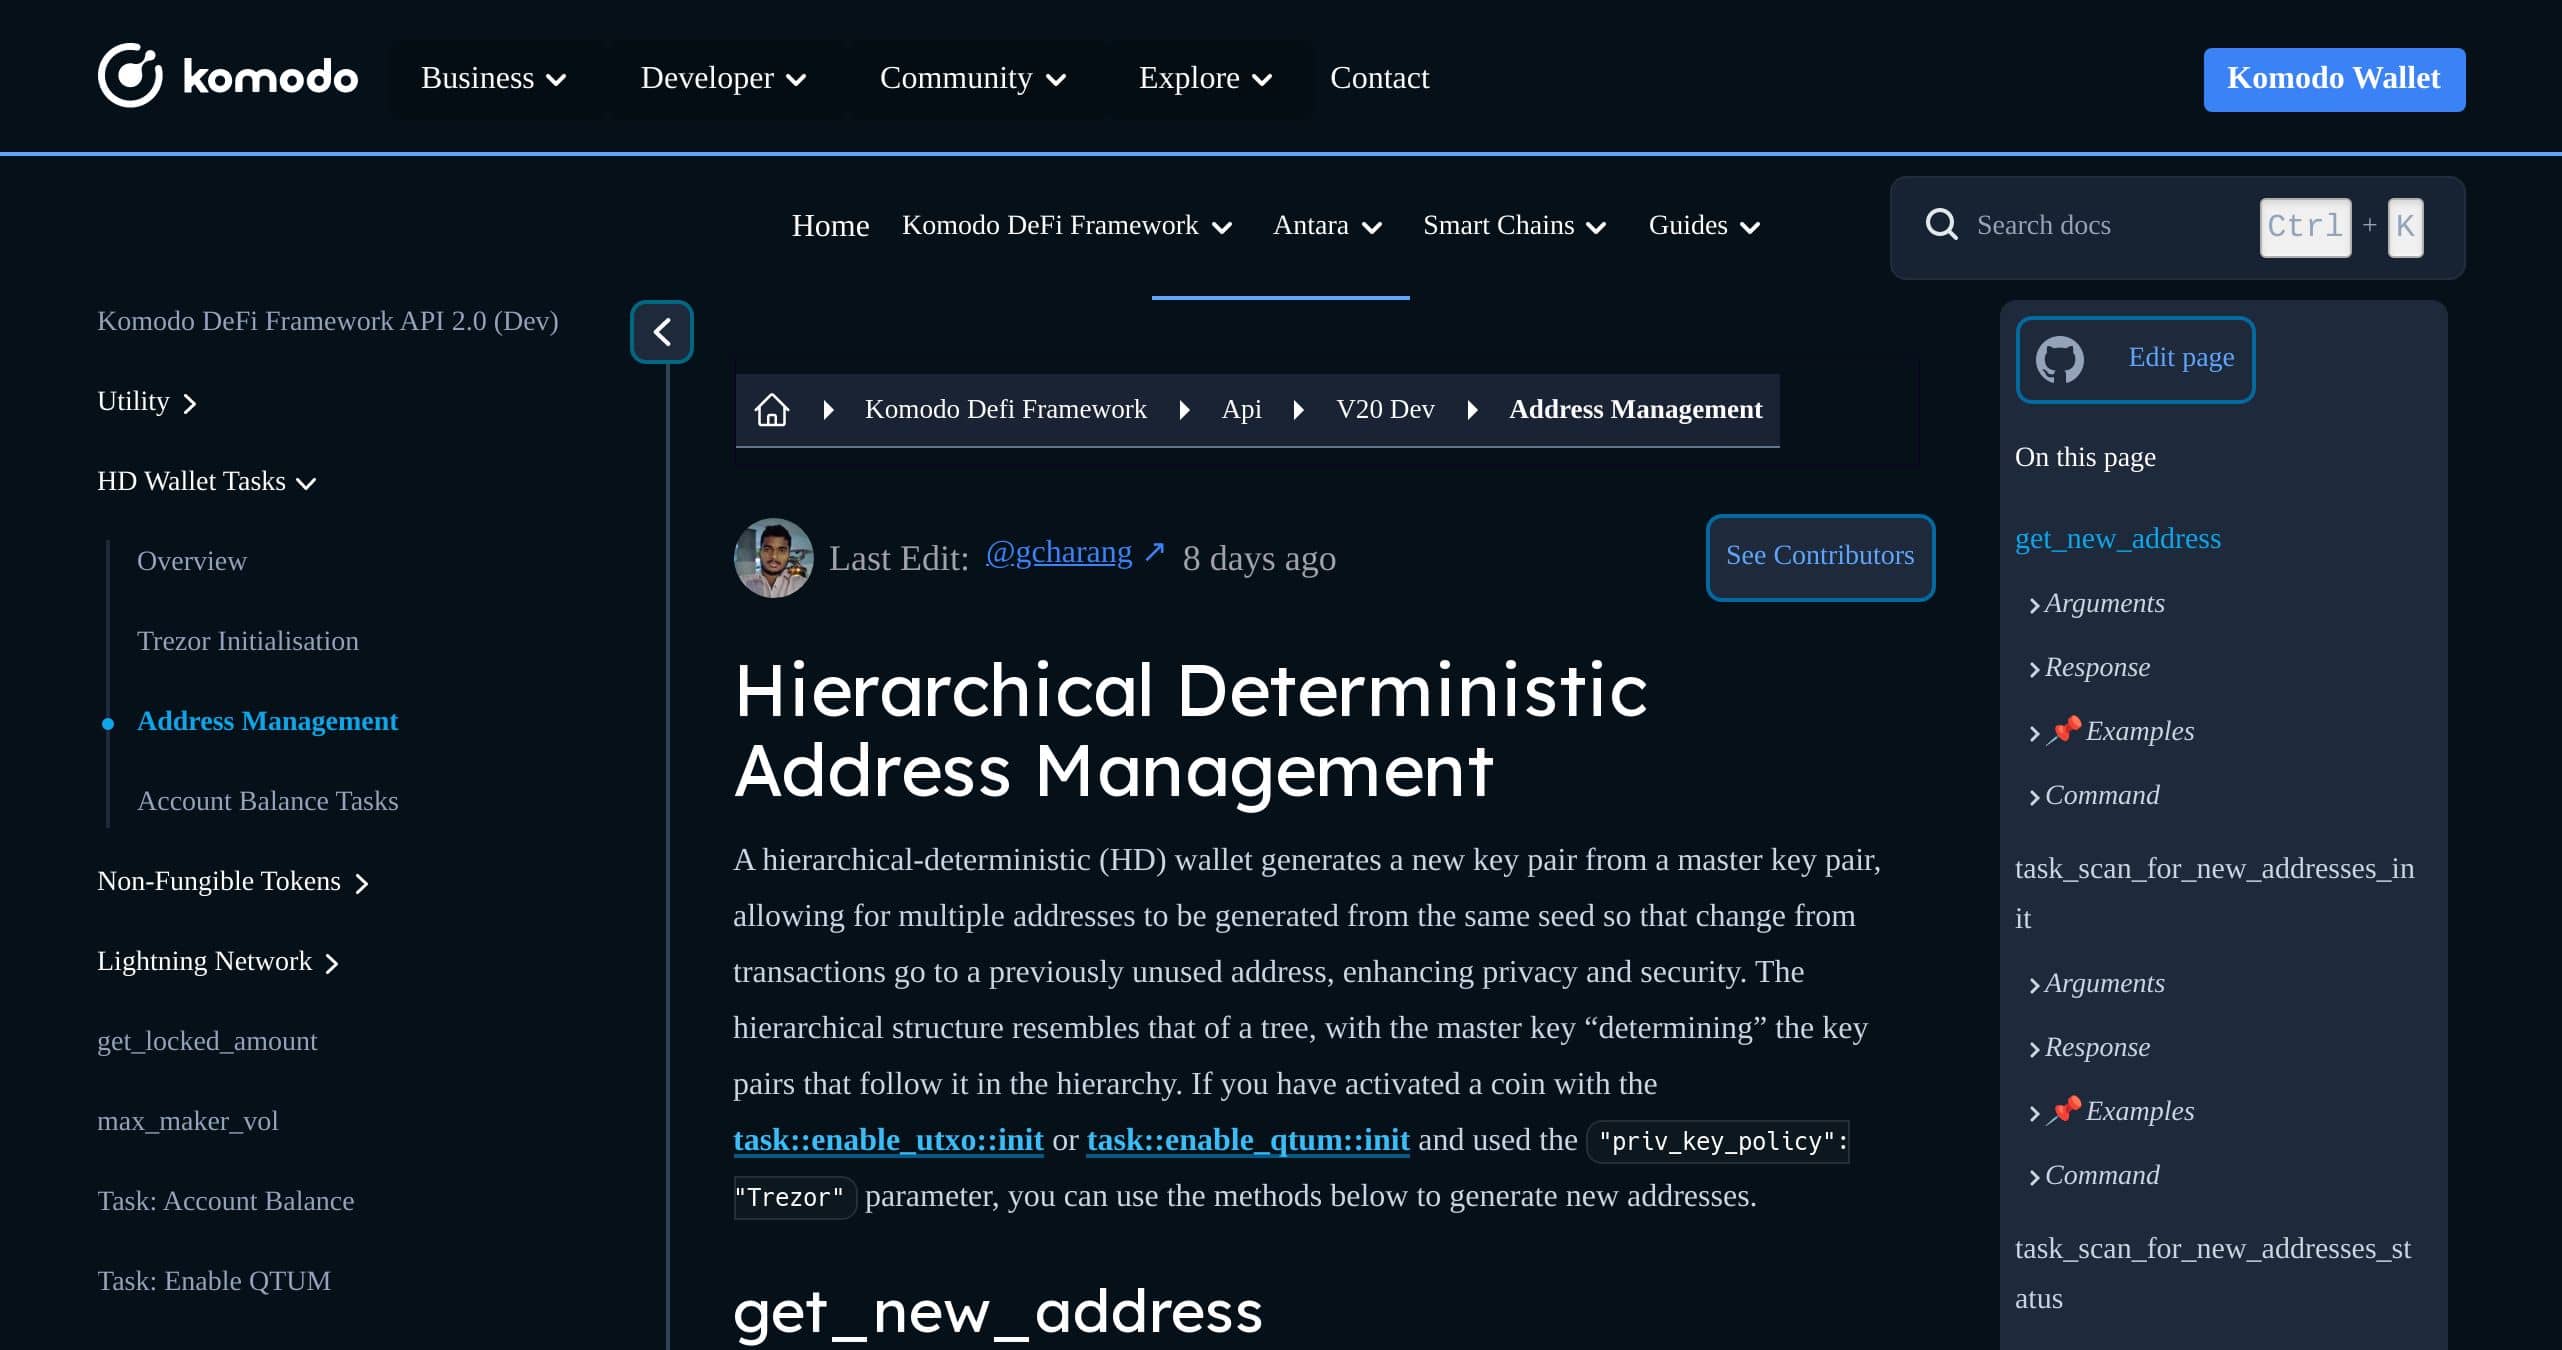 komodo
Business
Developer
Community
Explore
Contact
Komodo Wallet
Home
Komodo DeFi Framework
Antara
Smart Chains
Guides
Search docs
Ctrl + K
Komodo DeFi Framework API 2.0 (Dev)
Utility
HD Wallet Tasks
Overview
Trezor Initialisation
Address Management
Account Balance Tasks
Non-Fungible Tokens
Lightning Network
get_locked_amount
max_maker_vol
Task: Account Balance
Task: Enable QTUM
Komodo Defi Framework
Api
V20 Dev
Address Management
Last Edit: @gcharang ↗ 8 days ago
See Contributors
Hierarchical Deterministic
Address Management
A hierarchical-deterministic (HD) wallet generates a new key pair from a master key pair,
allowing for multiple addresses to be generated from the same seed so that change from
transactions go to a previously unused address, enhancing privacy and security. The
hierarchical structure resembles that of a tree, with the master key “determining” the key
pairs that follow it in the hierarchy. If you have activated a coin with the
task::enable_utxo::init or task::enable_qtum::init and used the "priv_key_policy":
"Trezor" parameter, you can use the methods below to generate new addresses.
get_new_address
Edit page
On this page
get_new_address
Arguments
Response
📌Examples
Command
task_scan_for_new_addresses_in
it
Arguments
Response
📌Examples
Command
task_scan_for_new_addresses_st
atus